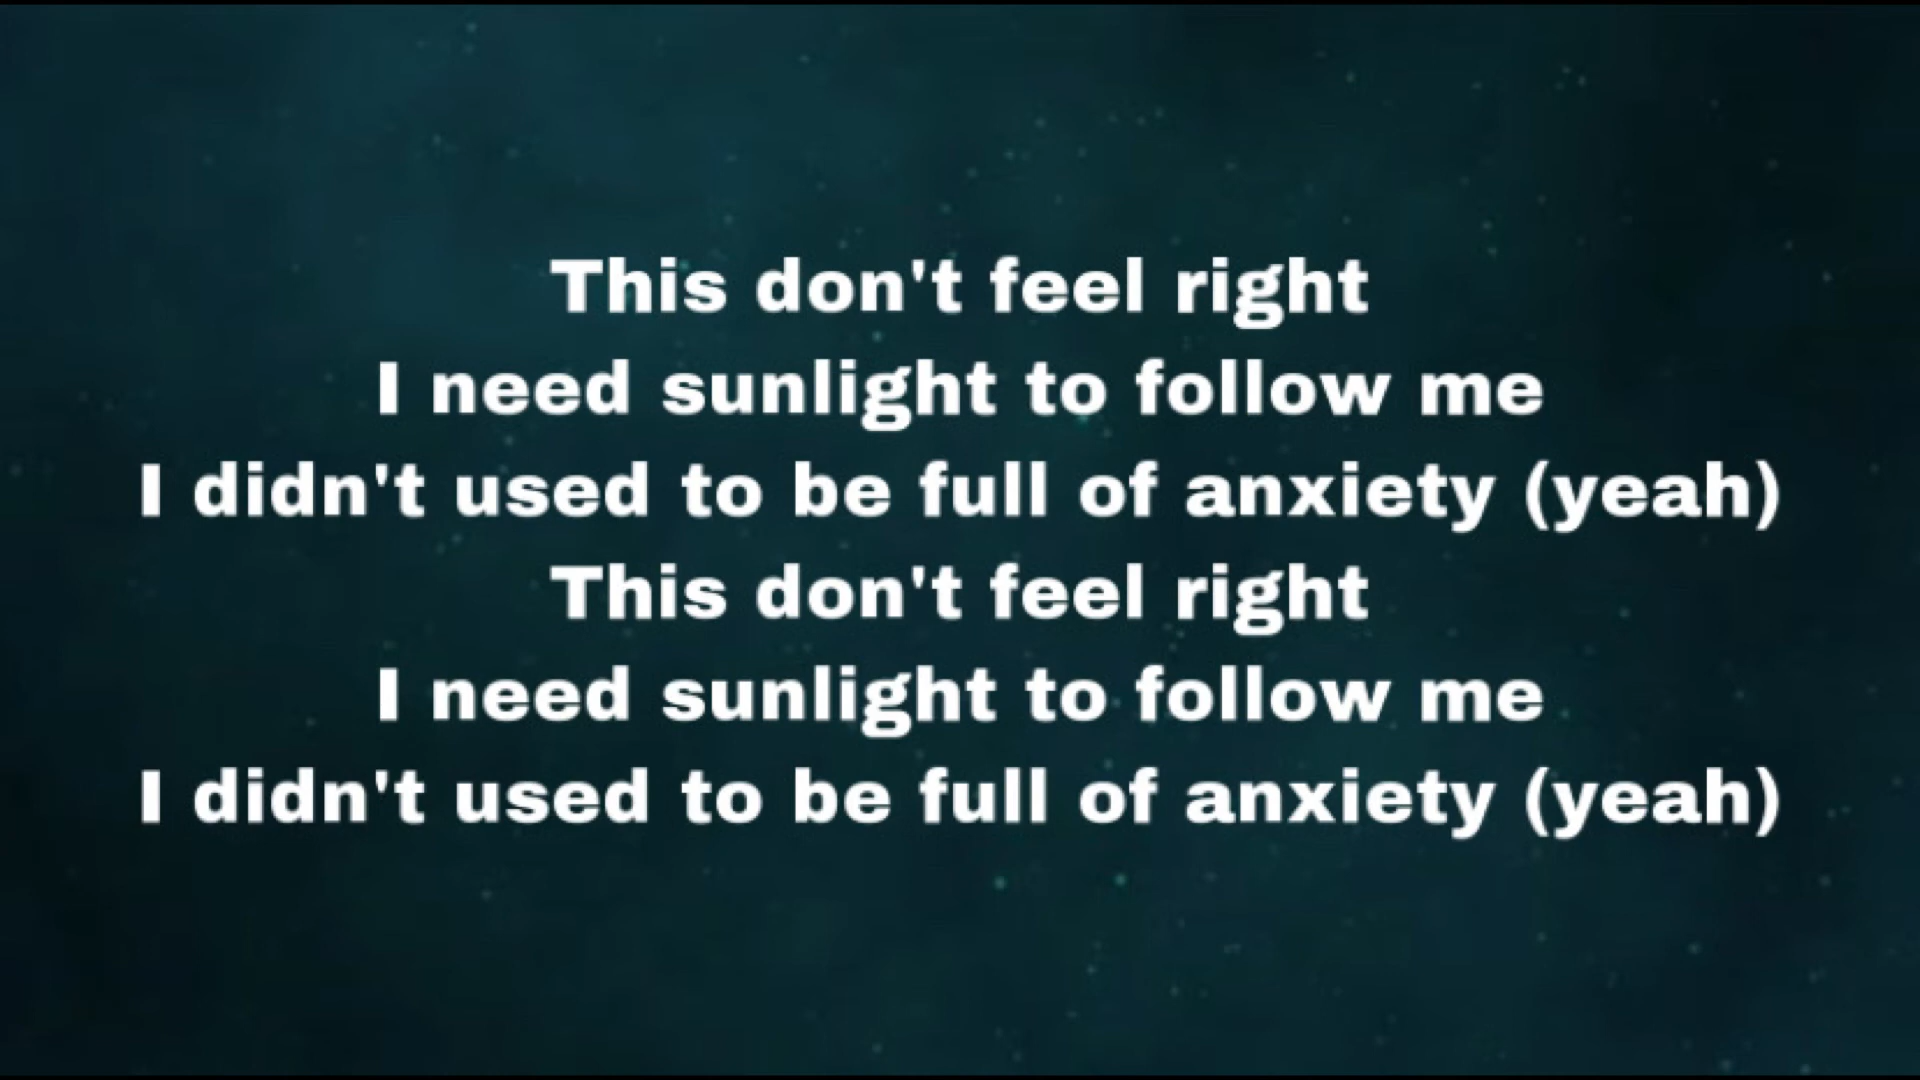 This don't feel right
I need sunlight to follow me
I didn't used to be full of anxiety (yeah)
This don't feel right
I need sunlight to follow me
I didn't used to be full of anxiety (yeah)